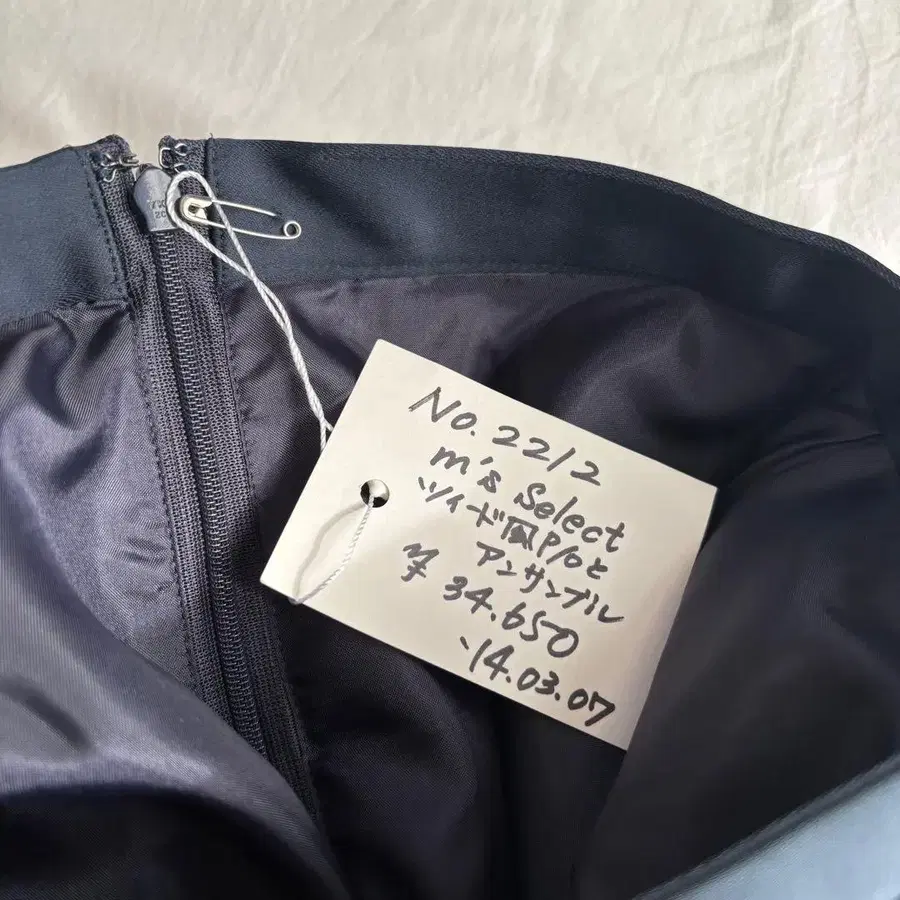 No.2212
m's Select
ツイード風P/Oと
アンサンブル
¥34.650
'14.03.07